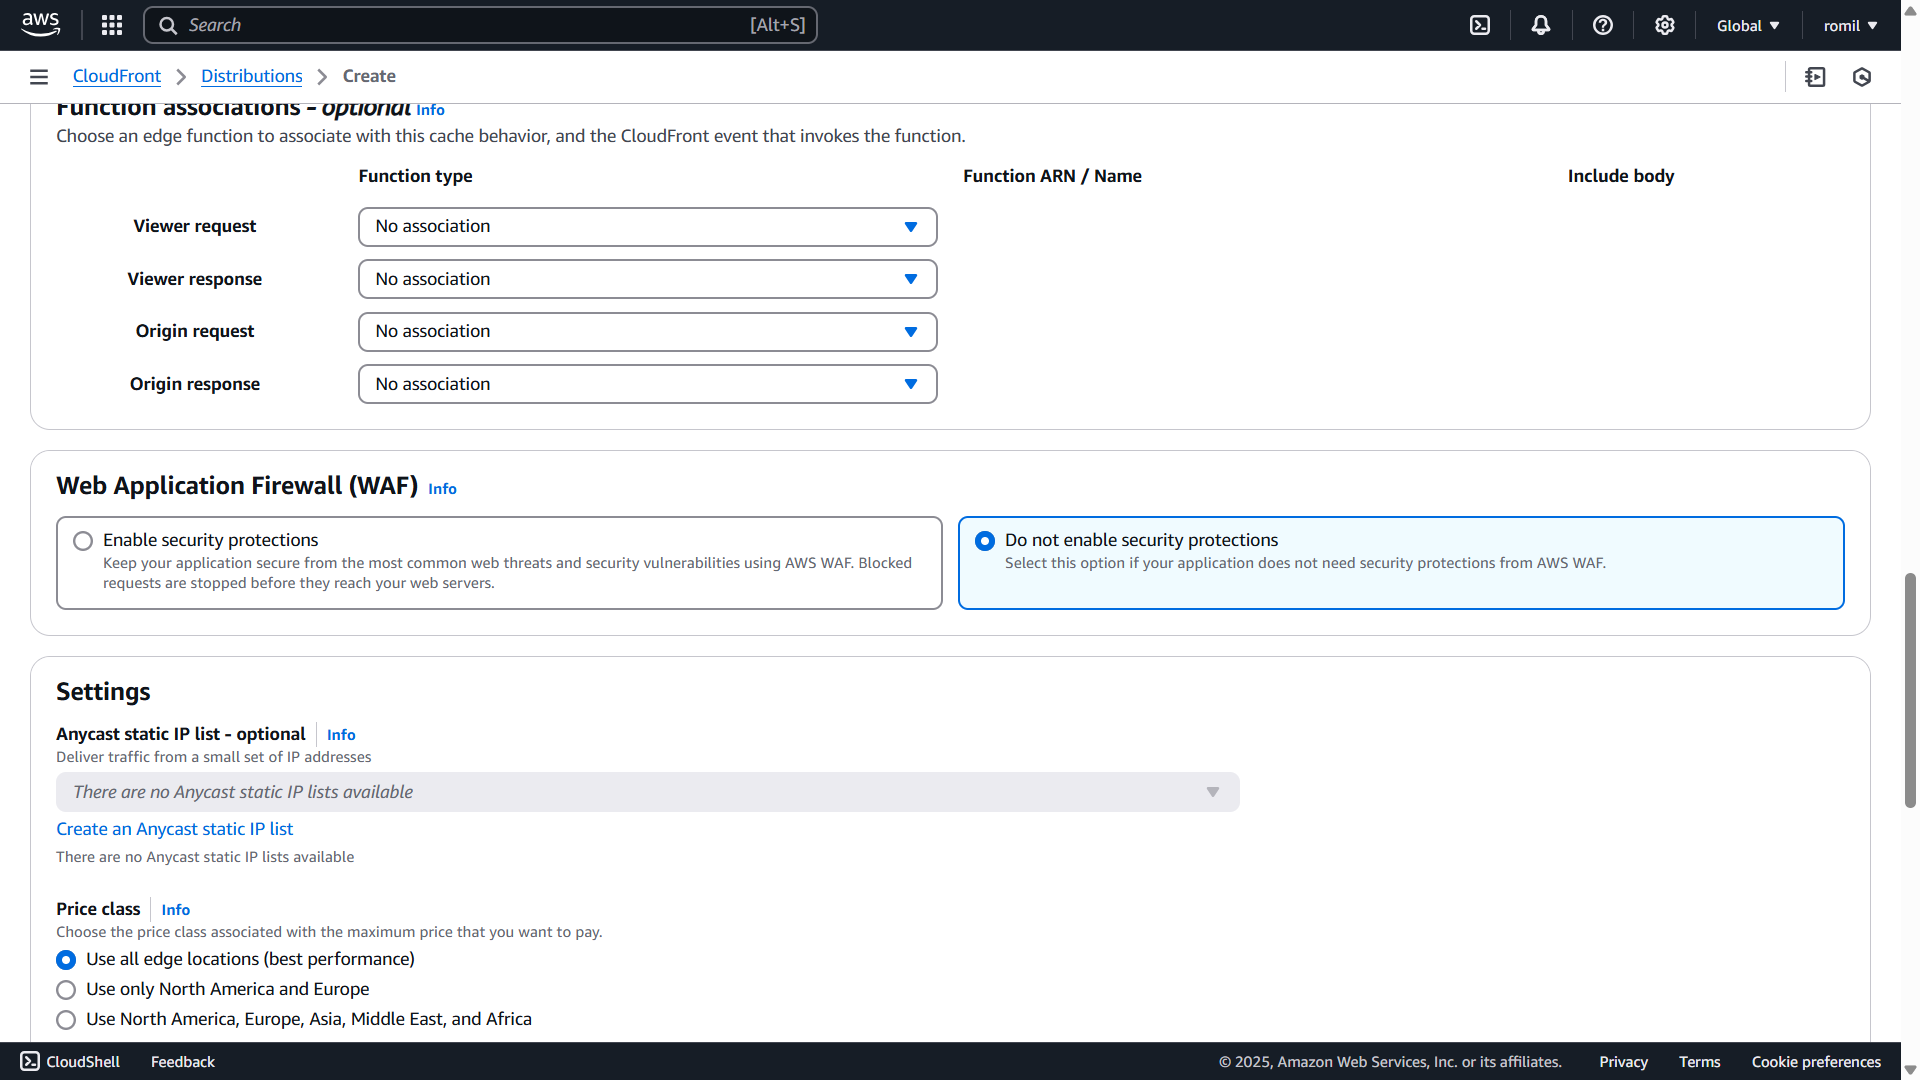 aws
Search [Alt+S]
Global
romil
CloudFront
Distributions
Create
Function associations - optional Info
Choose an edge function to associate with this cache behavior, and the CloudFront event that invokes the function.
Function type
Function ARN / Name
Include body
Viewer request
No association
Viewer response
No association
Origin request
No association
Origin response
No association
Web Application Firewall (WAF) Info
Enable security protections
Keep your application secure from the most common web threats and security vulnerabilities using AWS WAF. Blocked
requests are stopped before they reach your web servers.
Do not enable security protections
Select this option if your application does not need security protections from AWS WAF.
Settings
Anycast static IP list - optional Info
Deliver traffic from a small set of IP addresses
There are no Anycast static IP lists available
Create an Anycast static IP list
There are no Anycast static IP lists available
Price class Info
Choose the price class associated with the maximum price that you want to pay.
Use all edge locations (best performance)
Use only North America and Europe
Use North America, Europe, Asia, Middle East, and Africa
CloudShell
Feedback
© 2025, Amazon Web Services, Inc. or its affiliates.
Privacy
Terms
Cookie preferences